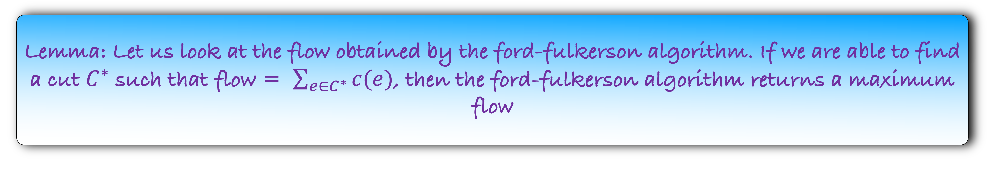 Lemma: Let us look at the flow obtained by the ford-fulkerson algorithm. If we are able to find
a cut C* such that flow = ∑_{e∈C*} c(e), then the ford-fulkerson algorithm returns a maximum
flow